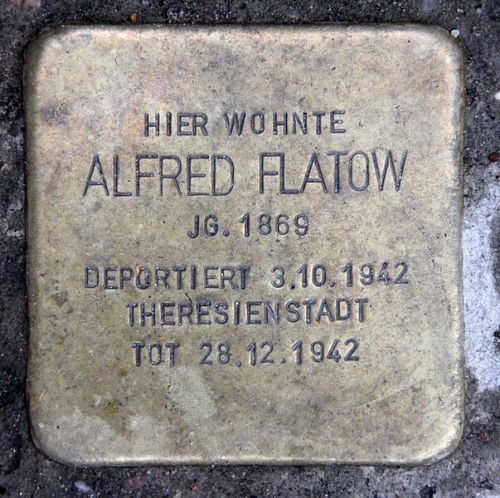 HIER WOHNTE
ALFRED FLATOW
JG. 1869
DEPORTIERT 3.10.1942
THERESIENSTADT
TOT 28.12.1942